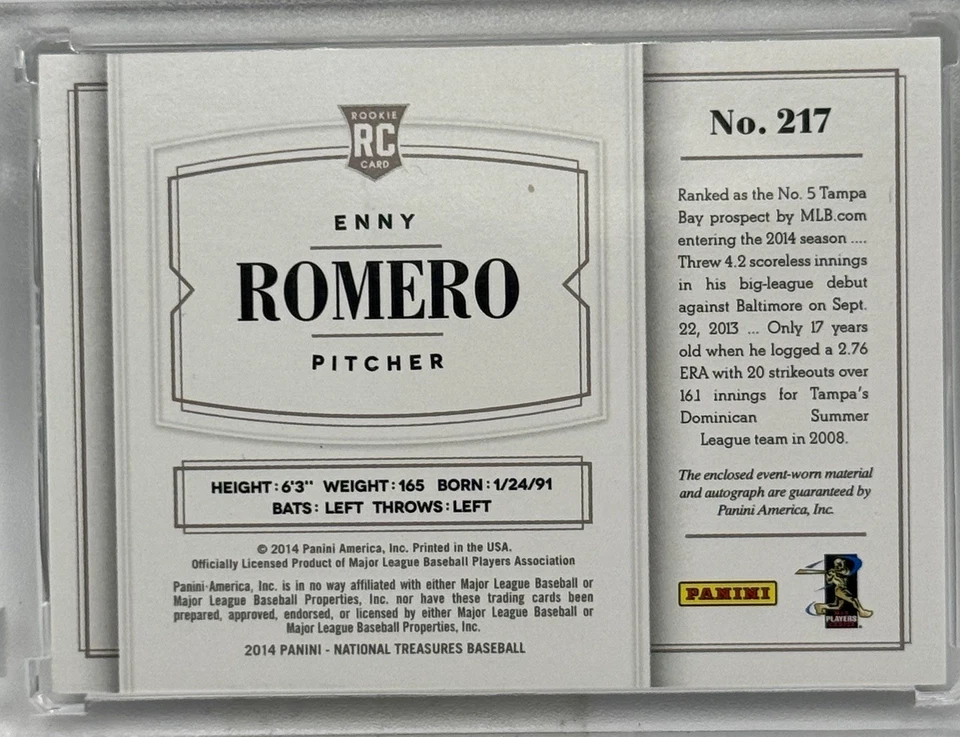 ROOKIE
RC
CARD
ENNY
ROMERO
PITCHER
HEIGHT: 6'3" WEIGHT: 165 BORN: 1/24/91
BATS: LEFT THROWS: LEFT
© 2014 Panini America, Inc. Printed in the USA.
Officially Licensed Product of Major League Baseball Players Association
Panini America, Inc. is in no way affiliated with either Major League Baseball or
Major League Baseball Properties, Inc. nor have these trading cards been
prepared, approved, endorsed, or licensed by either Major League Baseball or
Major League Baseball Properties, Inc.
2014 PANINI - NATIONAL TREASURES BASEBALL
No. 217
Ranked as the No. 5 Tampa
Bay prospect by MLB.com
entering the 2014 season ....
Threw 4.2 scoreless innings
in his big-league debut
against Baltimore on Sept.
22, 2013 ... Only 17 years
old when he logged a 2.76
ERA with 20 strikeouts over
16.1 innings for Tampa's
Dominican Summer
League team in 2008.
The enclosed event-worn material
and autograph are guaranteed by
Panini America, Inc.
PANINI
PLAYERS